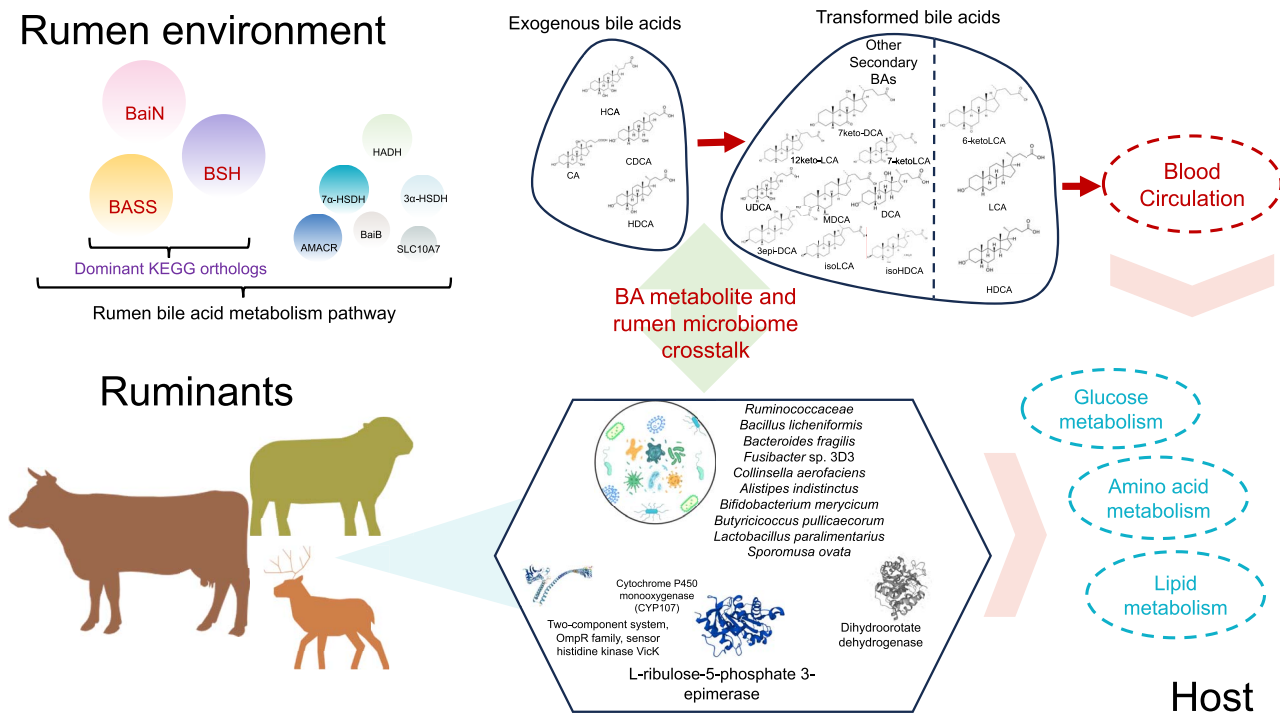 Rumen environment
BaiN
BSH
BASS
HADH
7α-HSDH
3α-HSDH
AMACR
BaiB
SLC10A7
Dominant KEGG orthologs
Rumen bile acid metabolism pathway
Exogenous bile acids
HCA
CDCA
CA
HDCA
Transformed bile acids
Other
Secondary
BAs
7keto-DCA
12keto-LCA
7-ketoLCA
UDCA
MDCA
DCA
3epi-DCA
isoLCA
isoHDCA
6-ketoLCA
LCA
HDCA
Blood
Circulation
BA metabolite and
rumen microbiome
crosstalk
Ruminants
Ruminococcaceae
Bacillus licheniformis
Bacteroides fragilis
Fusibacter sp. 3D3
Collinsella aerofaciens
Alistipes indistinctus
Bifidobacterium merycicum
Butyricicoccus pullicaecorum
Lactobacillus paralimentarius
Sporomusa ovata
Cytochrome P450
monooxygenase
(CYP107)
Two-component system,
OmpR family, sensor
histidine kinase VicK
Dihydroorotate
dehydrogenase
L-ribulose-5-phosphate 3-
epimerase
Glucose
metabolism
Amino acid
metabolism
Lipid
metabolism
Host